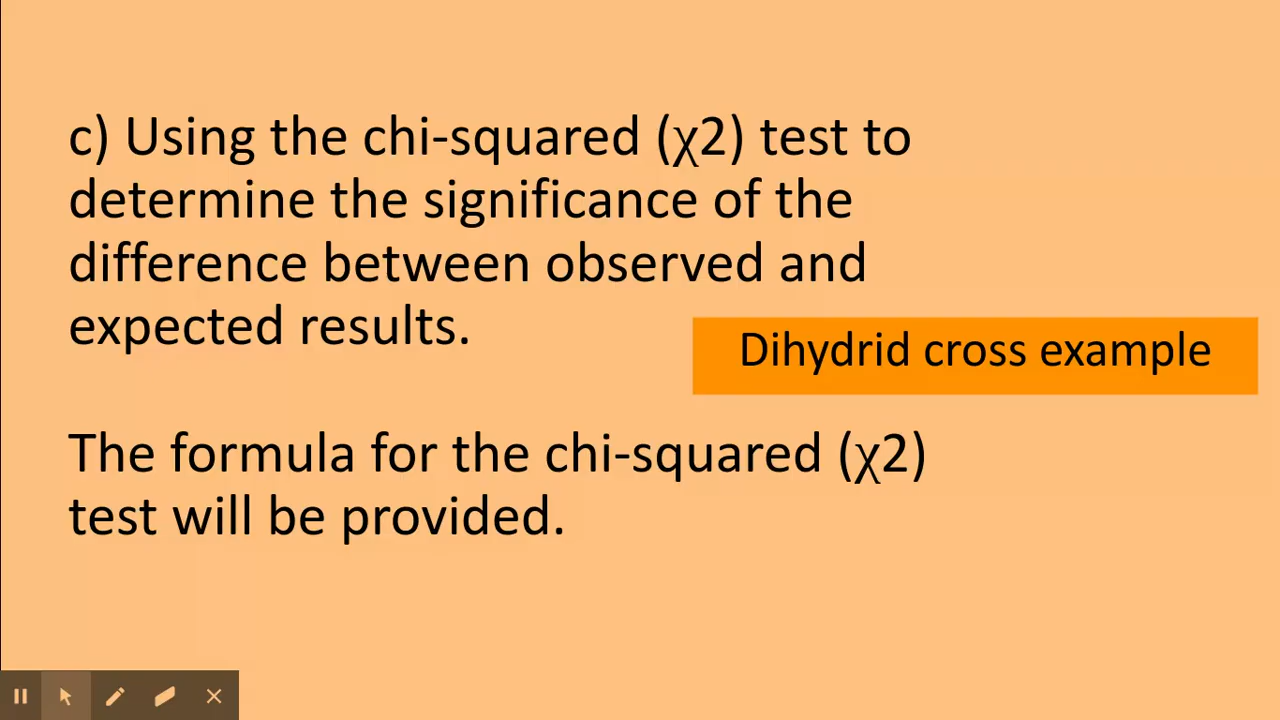 c) Using the chi-squared (χ2) test to
determine the significance of the
difference between observed and
expected results.
Dihydrid cross example
The formula for the chi-squared (χ2)
test will be provided.